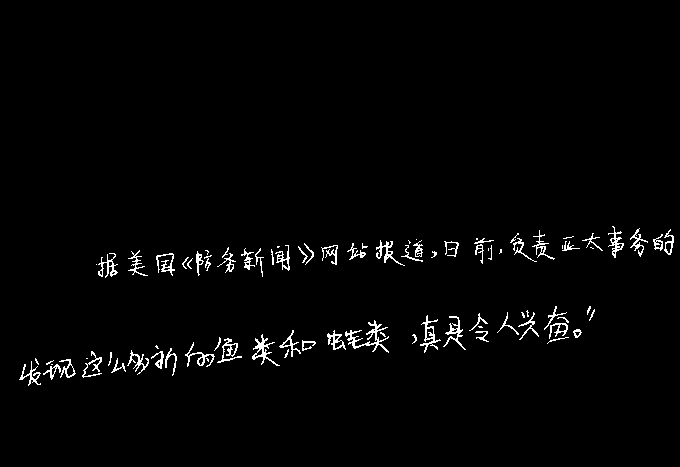 据美国《防务新闻》网站报道,日前,负责亚太事务的
发现这么多新的鱼类和蛙类,真是令人兴奋。"